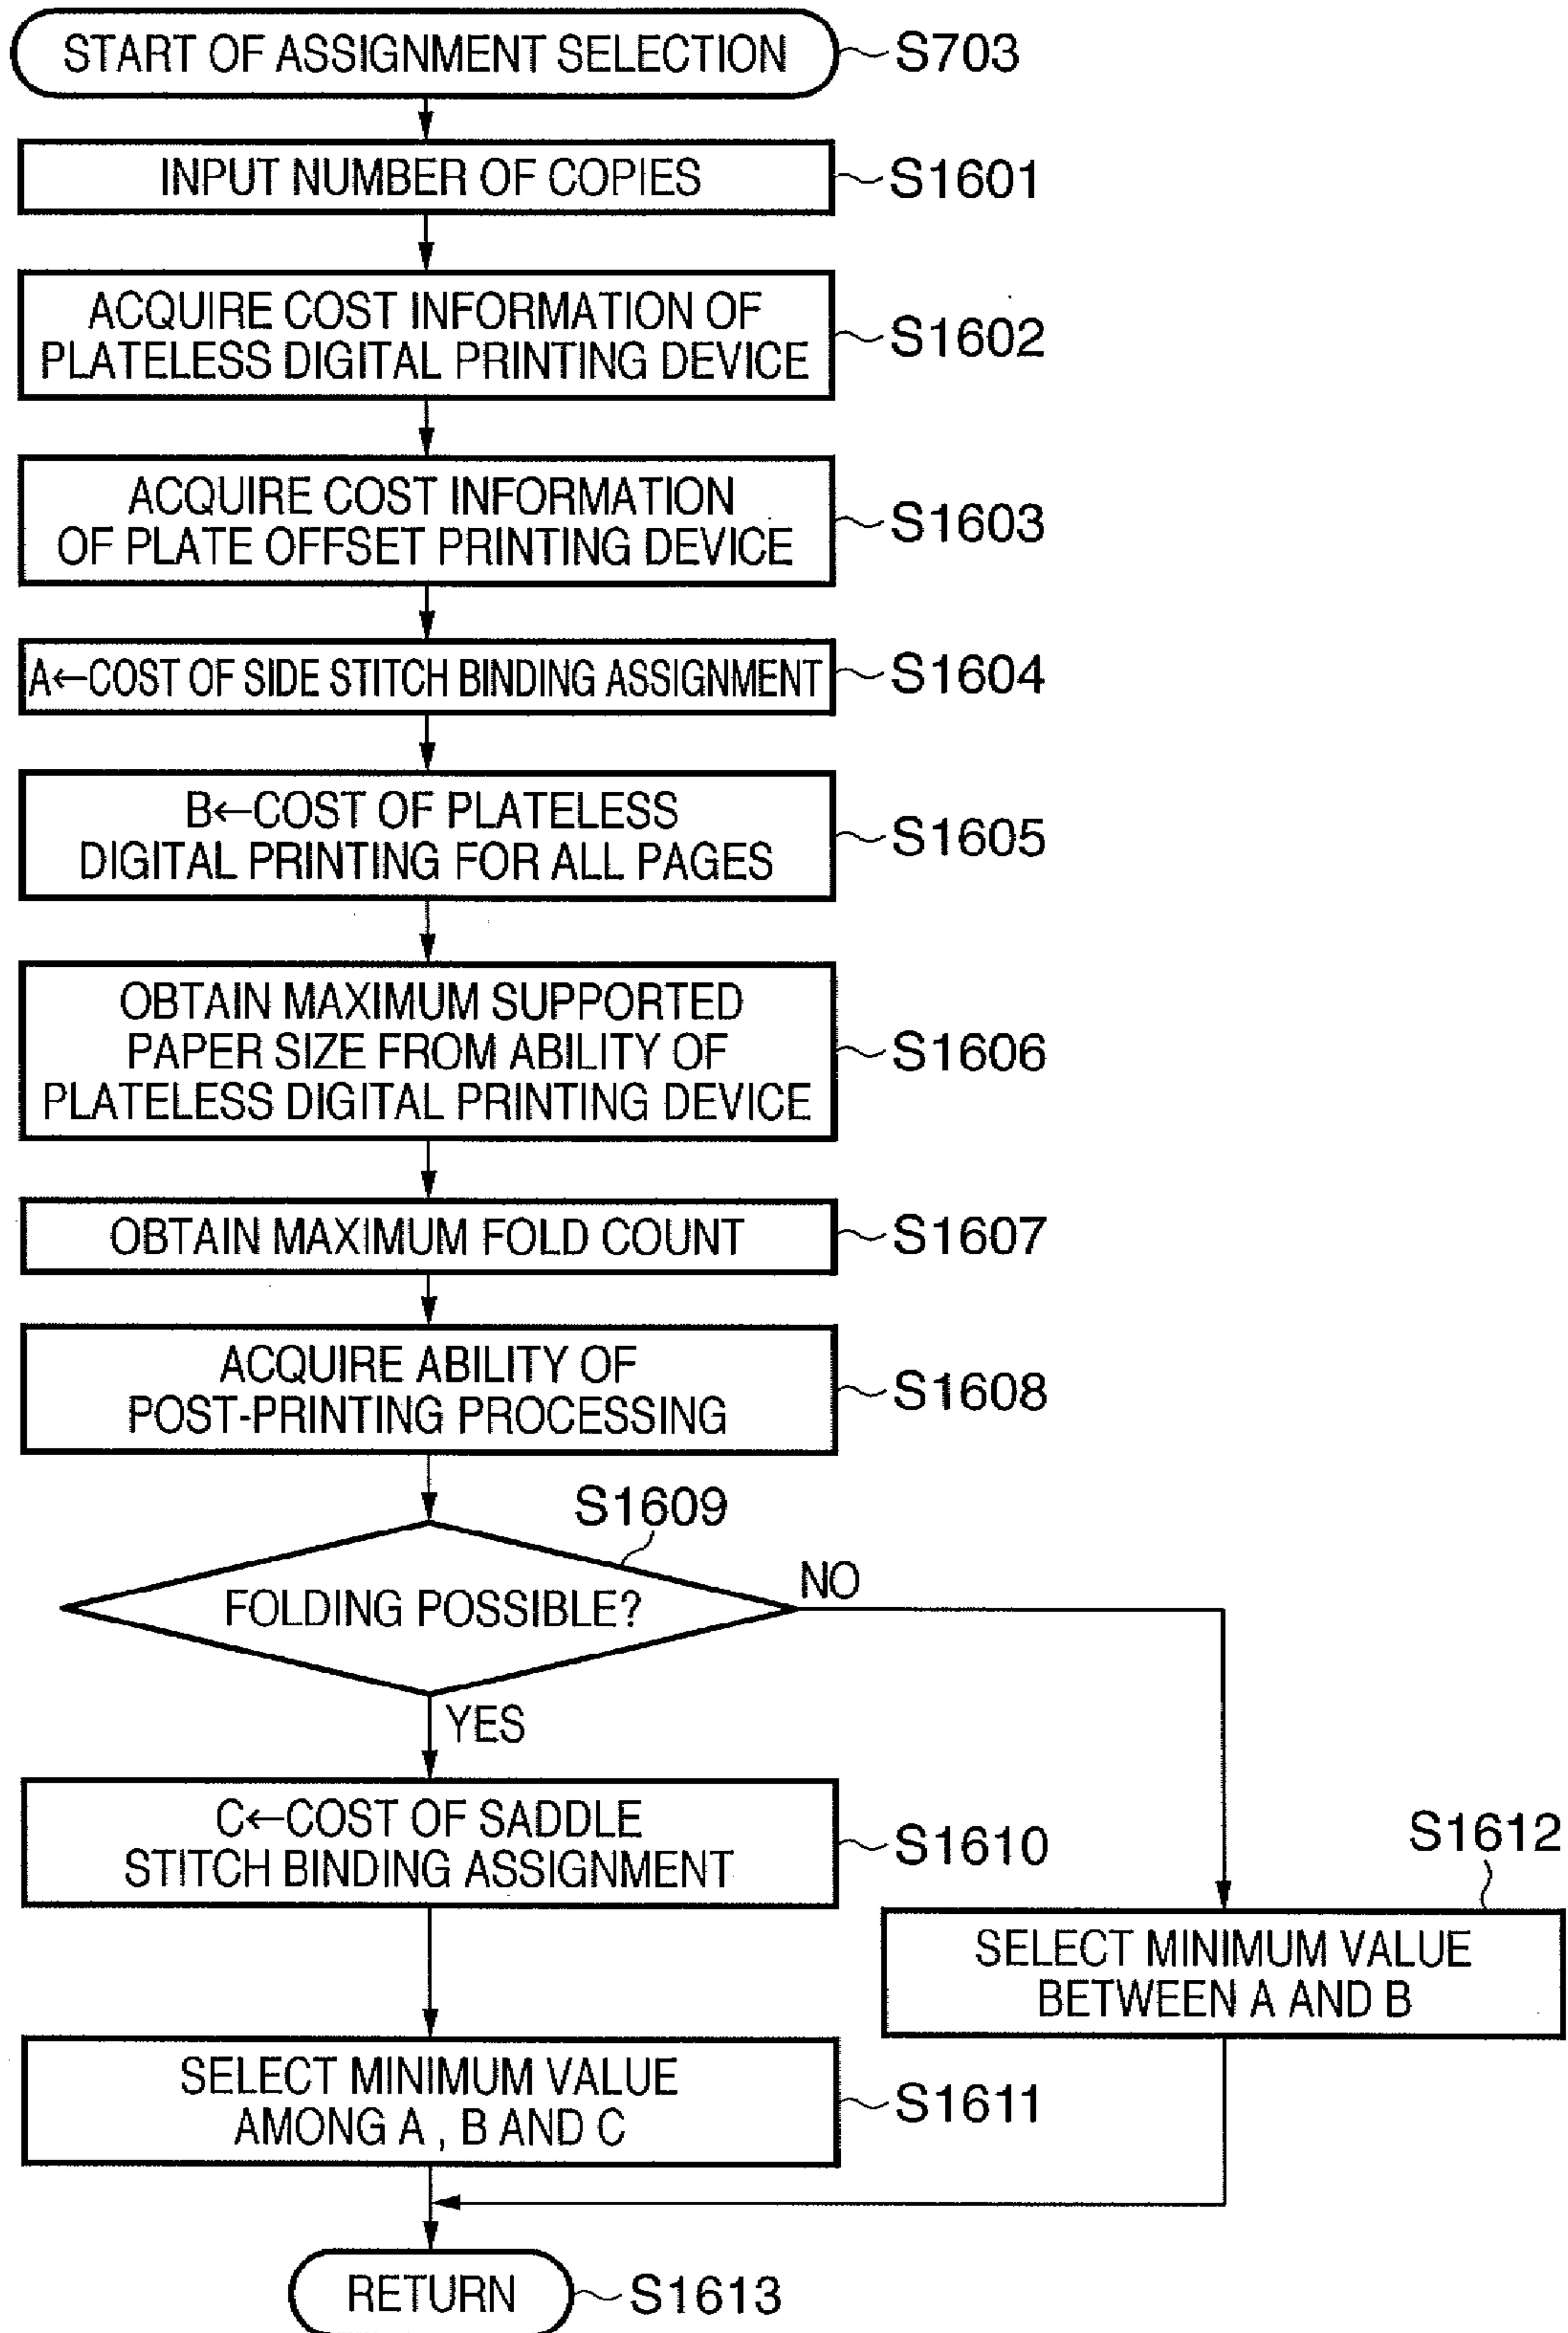 START OF ASSIGNMENT SELECTION
S703
INPUT NUMBER OF COPIES
S1601
ACQUIRE COST INFORMATION OF
PLATELESS DIGITAL PRINTING DEVICE
S1602
ACQUIRE COST INFORMATION
OF PLATE OFFSET PRINTING DEVICE
S1603
A←COST OF SIDE STITCH BINDING ASSIGNMENT
S1604
B←COST OF PLATELESS
DIGITAL PRINTING FOR ALL PAGES
S1605
OBTAIN MAXIMUM SUPPORTED
PAPER SIZE FROM ABILITY OF
PLATELESS DIGITAL PRINTING DEVICE
S1606
OBTAIN MAXIMUM FOLD COUNT
S1607
ACQUIRE ABILITY OF
POST-PRINTING PROCESSING
S1608
S1609
FOLDING POSSIBLE?
NO
YES
C←COST OF SADDLE
STITCH BINDING ASSIGNMENT
S1610
S1612
SELECT MINIMUM VALUE
BETWEEN A AND B
SELECT MINIMUM VALUE
AMONG A , B AND C
S1611
RETURN
S1613